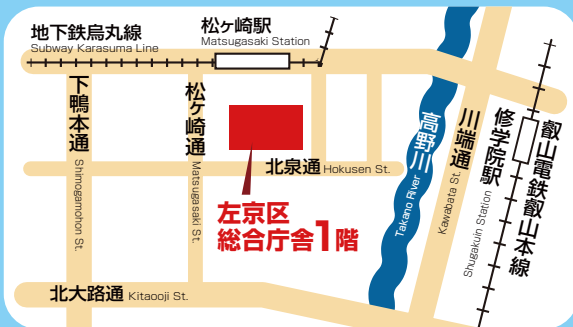 地下鉄烏丸線
Subway Karasuma Line
松ヶ崎駅
Matsugasaki Station
下鴨本通
Shimogamohon St.
松ヶ崎通
Matsugasaki St.
北泉通 Hokusen St.
左京区
総合庁舎1階
高野川
Takano River
川端通
Kawabata St.
修学院駅
Shugakuin Station
叡山電鉄叡山本線
北大路通 Kitaooji St.